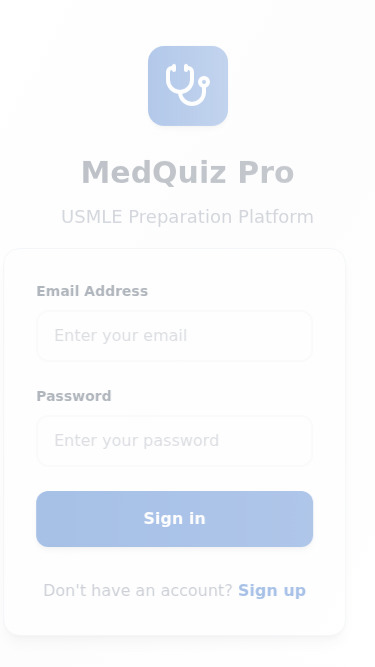 MedQuiz Pro
USMLE Preparation Platform
Email Address
Enter your email
Password
Enter your password
Sign in
Don't have an account? Sign up